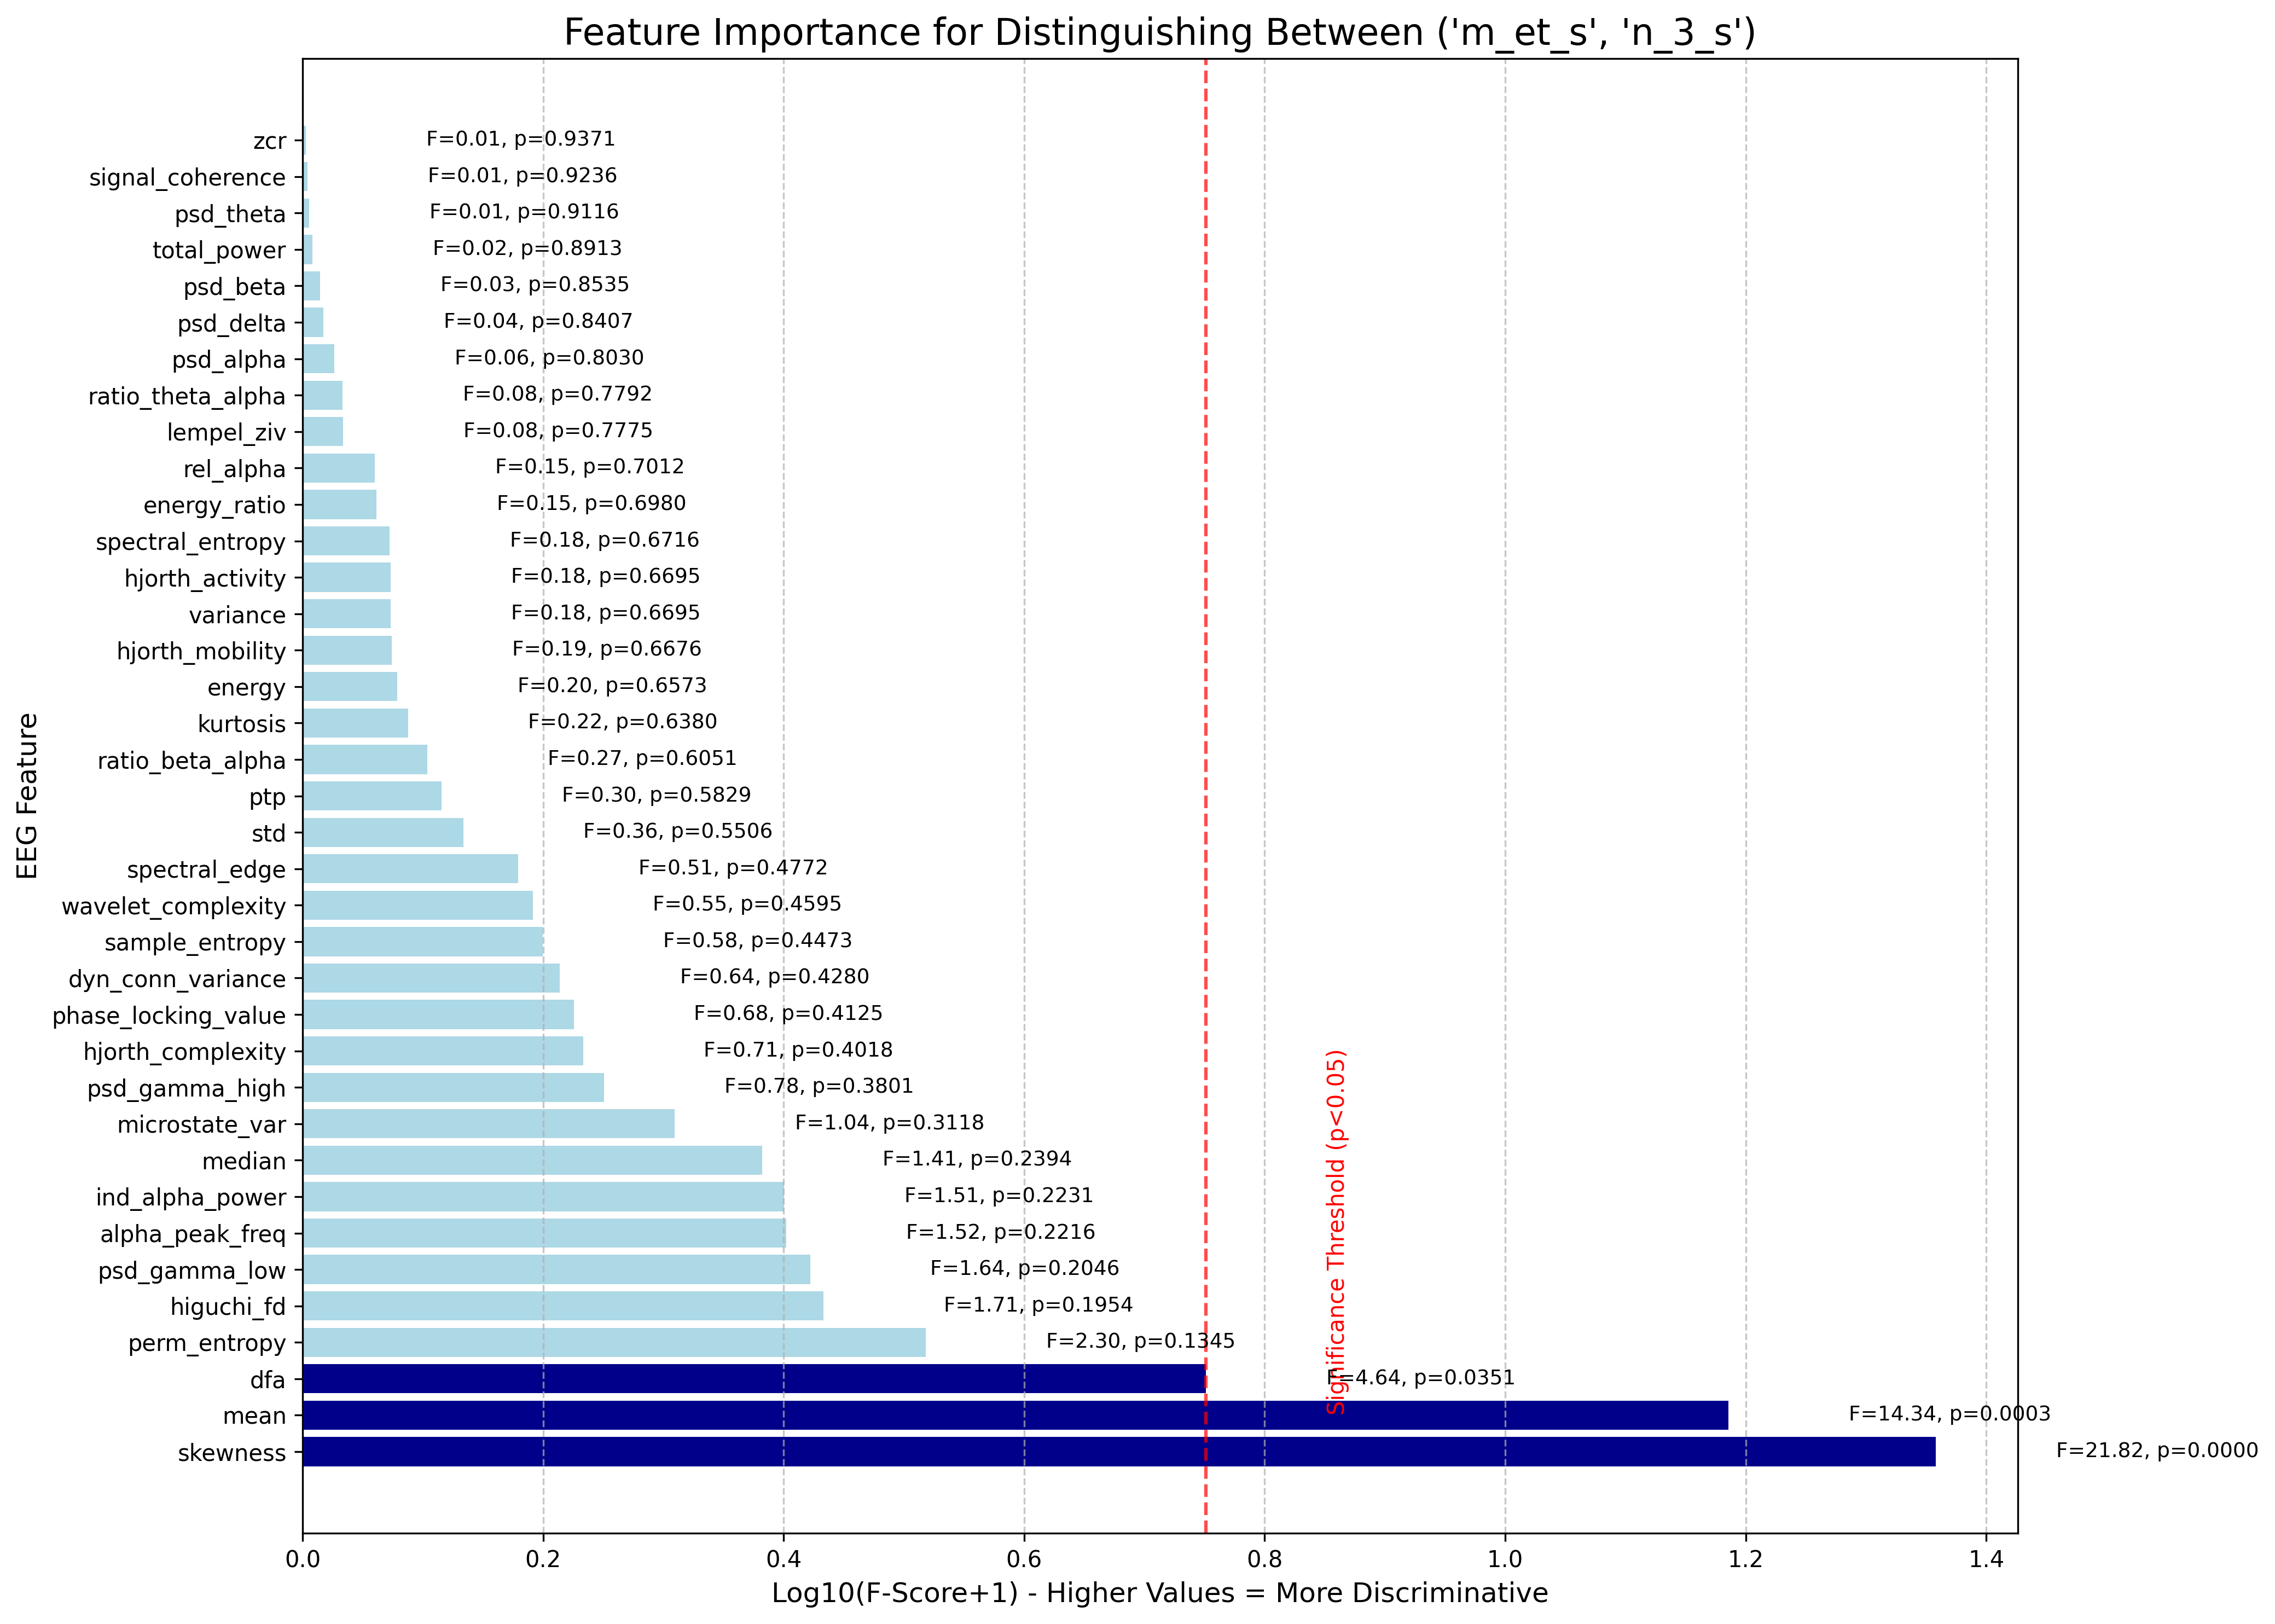 Feature Importance for Distinguishing Between ('m_et_s', 'n_3_s')
EEG Feature
zcr F=0.01, p=0.9371
signal_coherence F=0.01, p=0.9236
psd_theta F=0.01, p=0.9116
total_power F=0.02, p=0.8913
psd_beta F=0.03, p=0.8535
psd_delta F=0.04, p=0.8407
psd_alpha F=0.06, p=0.8030
ratio_theta_alpha F=0.08, p=0.7792
lempel_ziv F=0.08, p=0.7775
rel_alpha F=0.15, p=0.7012
energy_ratio F=0.15, p=0.6980
spectral_entropy F=0.18, p=0.6716
hjorth_activity F=0.18, p=0.6695
variance F=0.18, p=0.6695
hjorth_mobility F=0.19, p=0.6676
energy F=0.20, p=0.6573
kurtosis F=0.22, p=0.6380
ratio_beta_alpha F=0.27, p=0.6051
ptp F=0.30, p=0.5829
std F=0.36, p=0.5506
spectral_edge F=0.51, p=0.4772
wavelet_complexity F=0.55, p=0.4595
sample_entropy F=0.58, p=0.4473
dyn_conn_variance F=0.64, p=0.4280
phase_locking_value F=0.68, p=0.4125
hjorth_complexity F=0.71, p=0.4018
psd_gamma_high F=0.78, p=0.3801
microstate_var F=1.04, p=0.3118
median F=1.41, p=0.2394
ind_alpha_power F=1.51, p=0.2231
alpha_peak_freq F=1.52, p=0.2216
psd_gamma_low F=1.64, p=0.2046
higuchi_fd F=1.71, p=0.1954
perm_entropy F=2.30, p=0.1345
dfa F=4.64, p=0.0351
mean F=14.34, p=0.0003
skewness F=21.82, p=0.0000
Significance Threshold (p<0.05)
0.0 0.2 0.4 0.6 0.8 1.0 1.2 1.4
Log10(F-Score+1) - Higher Values = More Discriminative